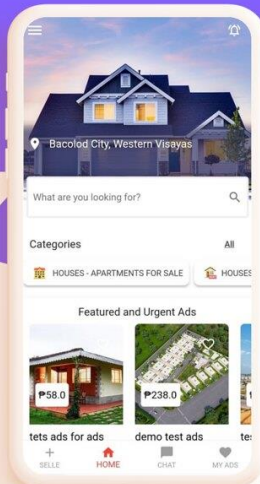 Bacolod City, Western Visayas
What are you looking for?
Categories
All
HOUSES - APARTMENTS FOR SALE
HOUSES
Featured and Urgent Ads
₱58.0
₱238.0
tets ads for ads
demo test ads
tes
SELLE
HOME
CHAT
MY ADS